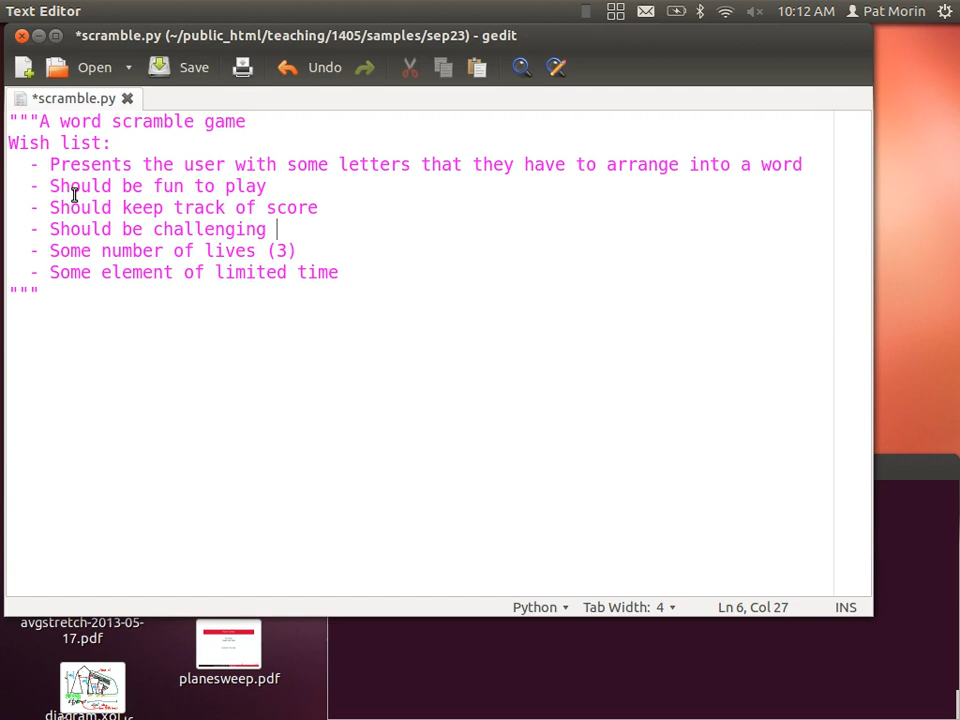 Text Editor
10:12 AM Pat Morin
*scramble.py (~/public_html/teaching/1405/samples/sep23) - gedit
Open Save Undo
*scramble.py
"""A word scramble game
Wish list:
- Presents the user with some letters that they have to arrange into a word
- Should be fun to play
- Should keep track of score
- Should be challenging
- Some number of lives (3)
- Some element of limited time
"""
Python Tab Width: 4 Ln 6, Col 27 INS
avgstretch-2013-05-
17.pdf
planesweep.pdf